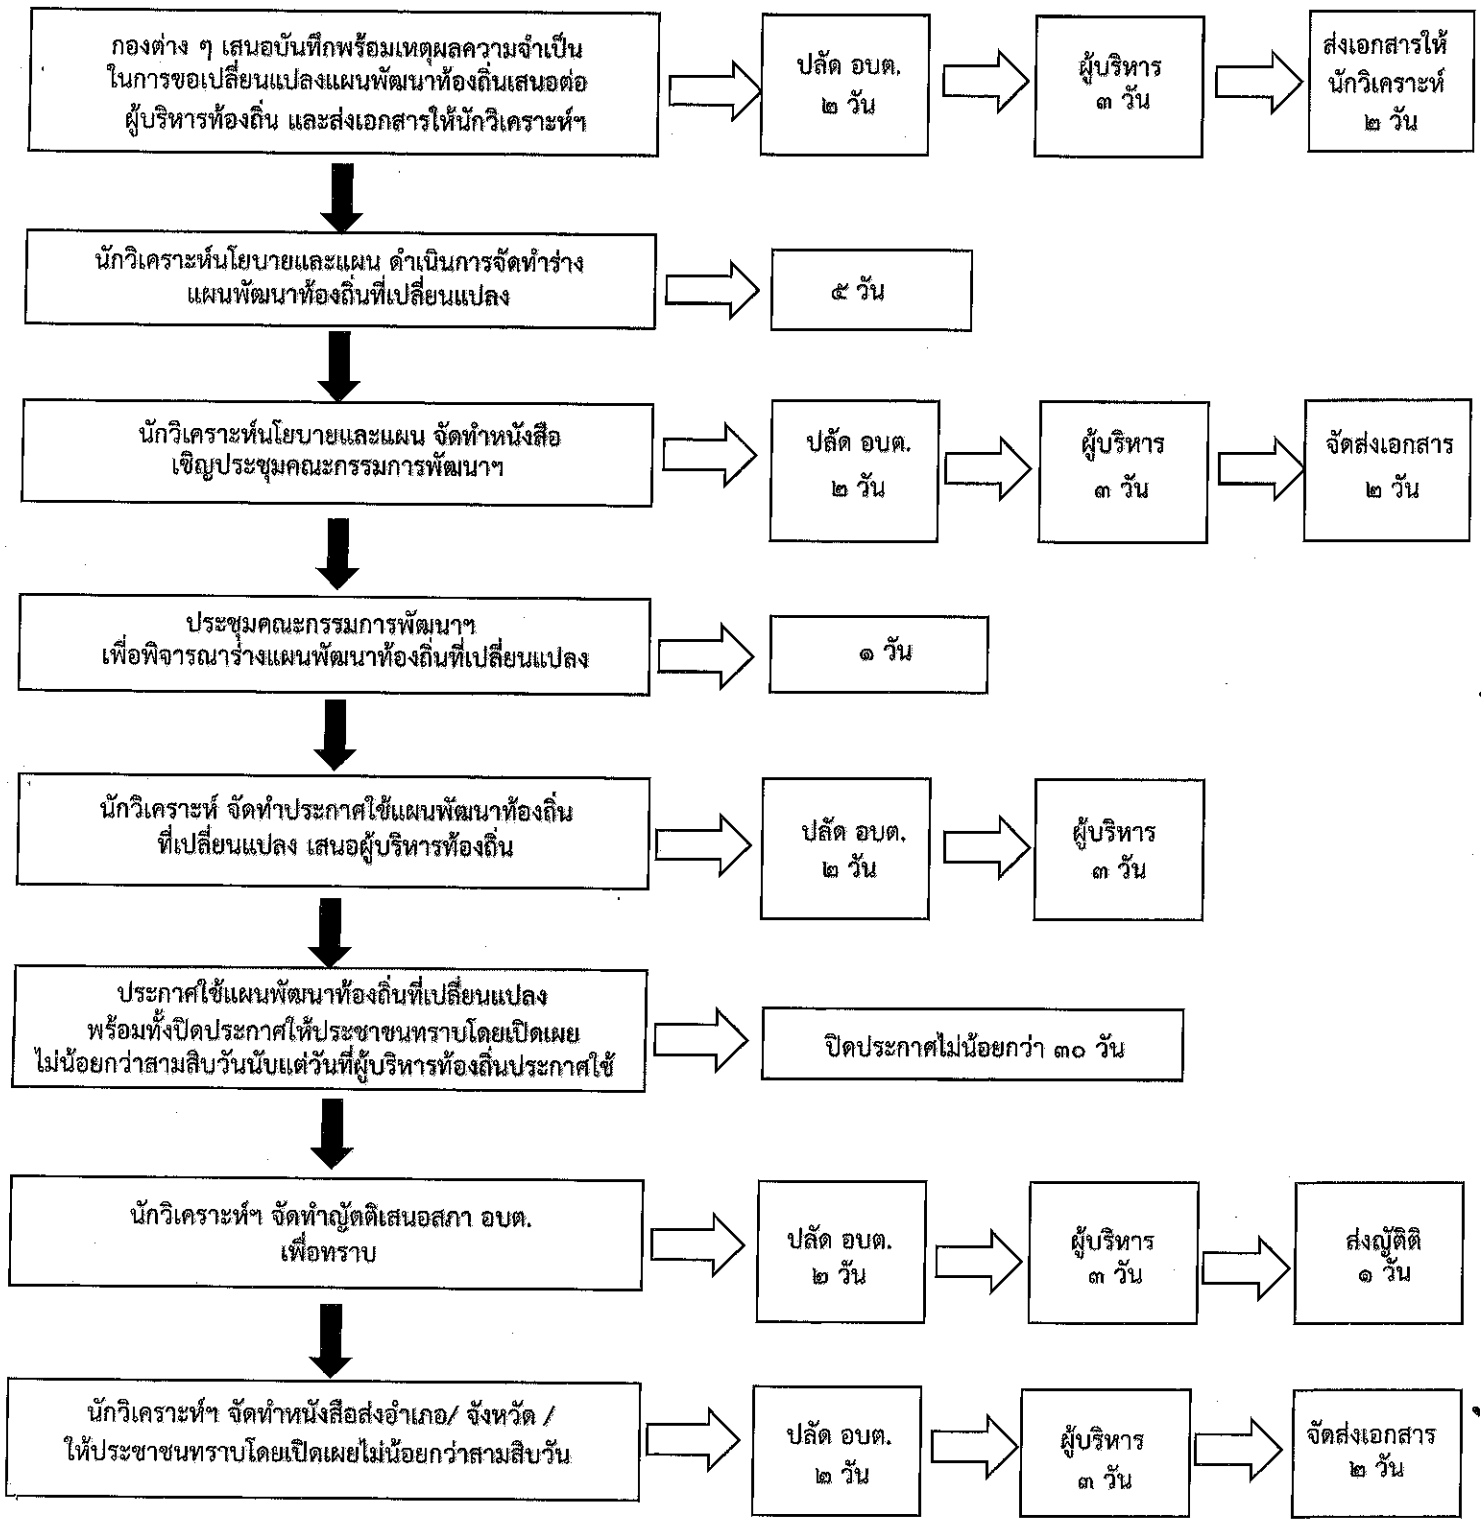 กองต่าง ๆ เสนอบันทึกพร้อมเหตุผลความจำเป็น
ในการขอเปลี่ยนแปลงแผนพัฒนาท้องถิ่นเสนอต่อ
ผู้บริหารท้องถิ่น และส่งเอกสารให้นักวิเคราะห์ฯ
ปลัด อบต.
๒ วัน
ผู้บริหาร
๓ วัน
ส่งเอกสารให้
นักวิเคราะห์
๒ วัน
นักวิเคราะห์นโยบายและแผน ดำเนินการจัดทำร่าง
แผนพัฒนาท้องถิ่นที่เปลี่ยนแปลง
๕ วัน
นักวิเคราะห์นโยบายและแผน จัดทำหนังสือ
เชิญประชุมคณะกรรมการพัฒนาฯ
ปลัด อบต.
๒ วัน
ผู้บริหาร
๓ วัน
จัดส่งเอกสาร
๒ วัน
ประชุมคณะกรรมการพัฒนาฯ
เพื่อพิจารณาร่างแผนพัฒนาท้องถิ่นที่เปลี่ยนแปลง
๑ วัน
นักวิเคราะห์ จัดทำประกาศใช้แผนพัฒนาท้องถิ่น
ที่เปลี่ยนแปลง เสนอผู้บริหารท้องถิ่น
ปลัด อบต.
๒ วัน
ผู้บริหาร
๓ วัน
ประกาศใช้แผนพัฒนาท้องถิ่นที่เปลี่ยนแปลง
พร้อมทั้งปิดประกาศให้ประชาชนทราบโดยเปิดเผย
ไม่น้อยกว่าสามสิบวันนับแต่วันที่ผู้บริหารท้องถิ่นประกาศใช้
ปิดประกาศไม่น้อยกว่า ๓๐ วัน
นักวิเคราะห์ฯ จัดทำญัตติเสนอสภา อบต.
เพื่อทราบ
ปลัด อบต.
๒ วัน
ผู้บริหาร
๓ วัน
ส่งญัติติ
๑ วัน
นักวิเคราะห์ฯ จัดทำหนังสือส่งอำเภอ/ จังหวัด /
ให้ประชาชนทราบโดยเปิดเผยไม่น้อยกว่าสามสิบวัน
ปลัด อบต.
๒ วัน
ผู้บริหาร
๓ วัน
จัดส่งเอกสาร
๒ วัน